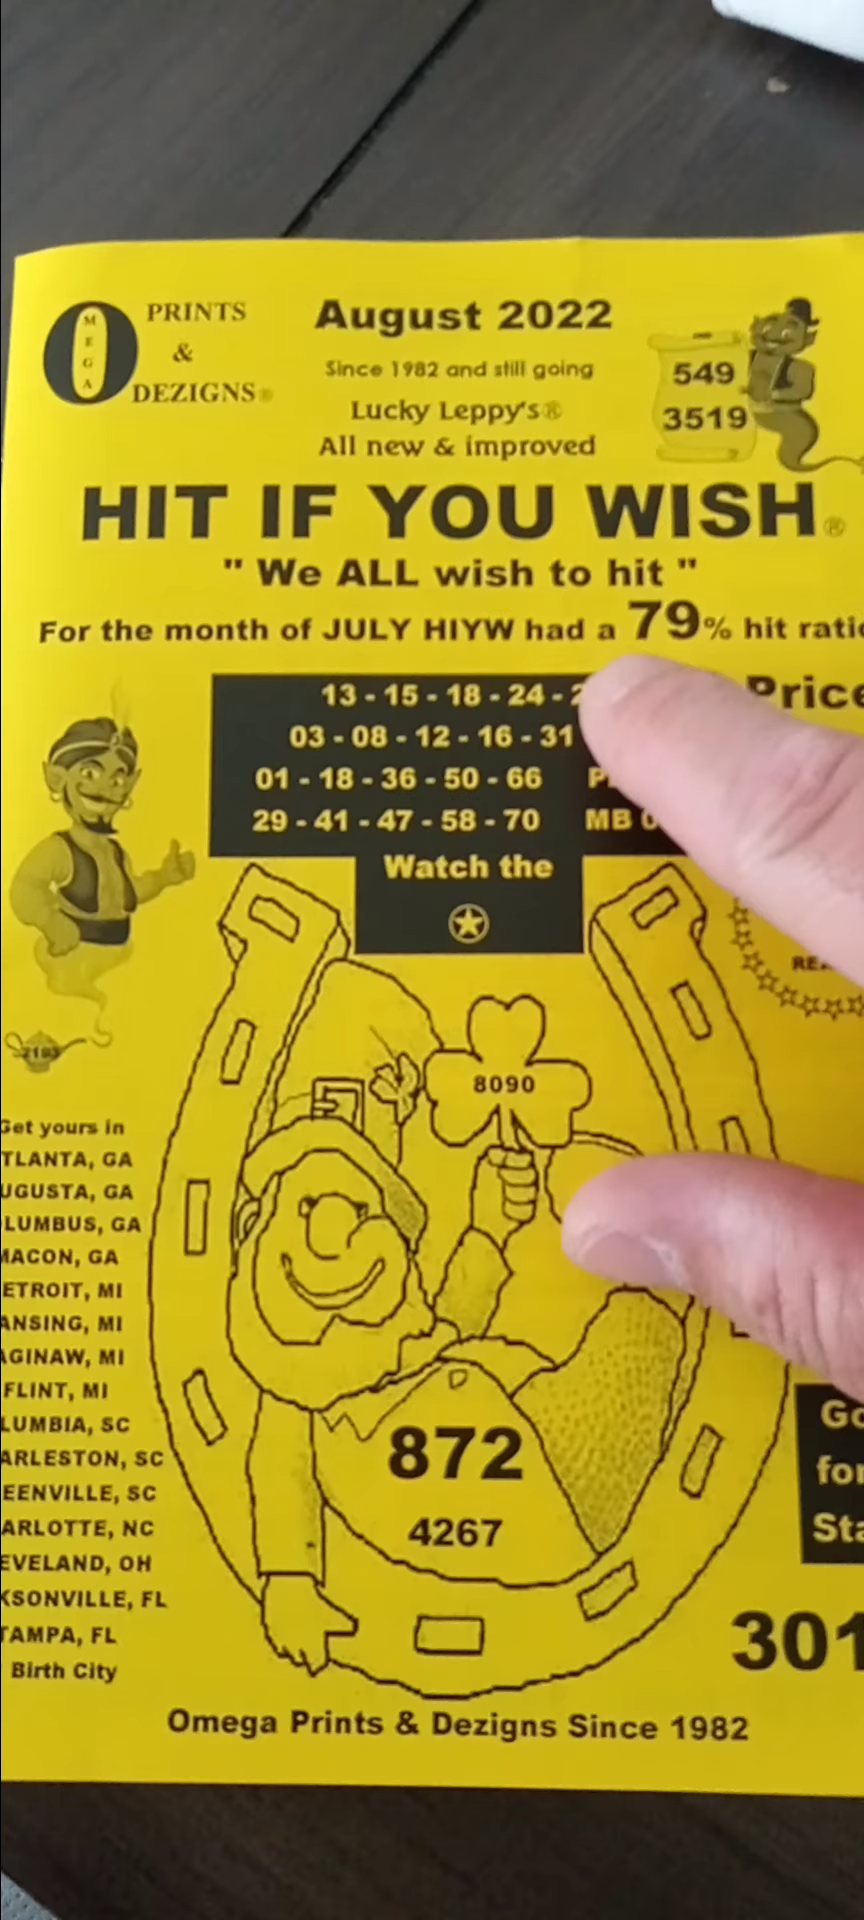 OMEGA
PRINTS
&
DEZIGNS®
August 2022
Since 1982 and still going
Lucky Leppy's®
All new & improved
549
3519
HIT IF YOU WISH®
" We ALL wish to hit "
For the month of JULY HIYW had a 79% hit ratio
Price
13 - 15 - 18 - 24 -
03 - 08 - 12 - 16 - 31
01 - 18 - 36 - 50 - 66
29 - 41 - 47 - 58 - 70 MB
Watch the
8090
Get yours in
TLANTA, GA
UGUSTA, GA
LUMBUS, GA
MACON, GA
ETROIT, MI
ANSING, MI
AGINAW, MI
FLINT, MI
LUMBIA, SC
ARLESTON, SC
EENVILLE, SC
ARLOTTE, NC
EVELAND, OH
KSONVILLE, FL
TAMPA, FL
Birth City
872
4267
Go
for
Sta
301
Omega Prints & Dezigns Since 1982